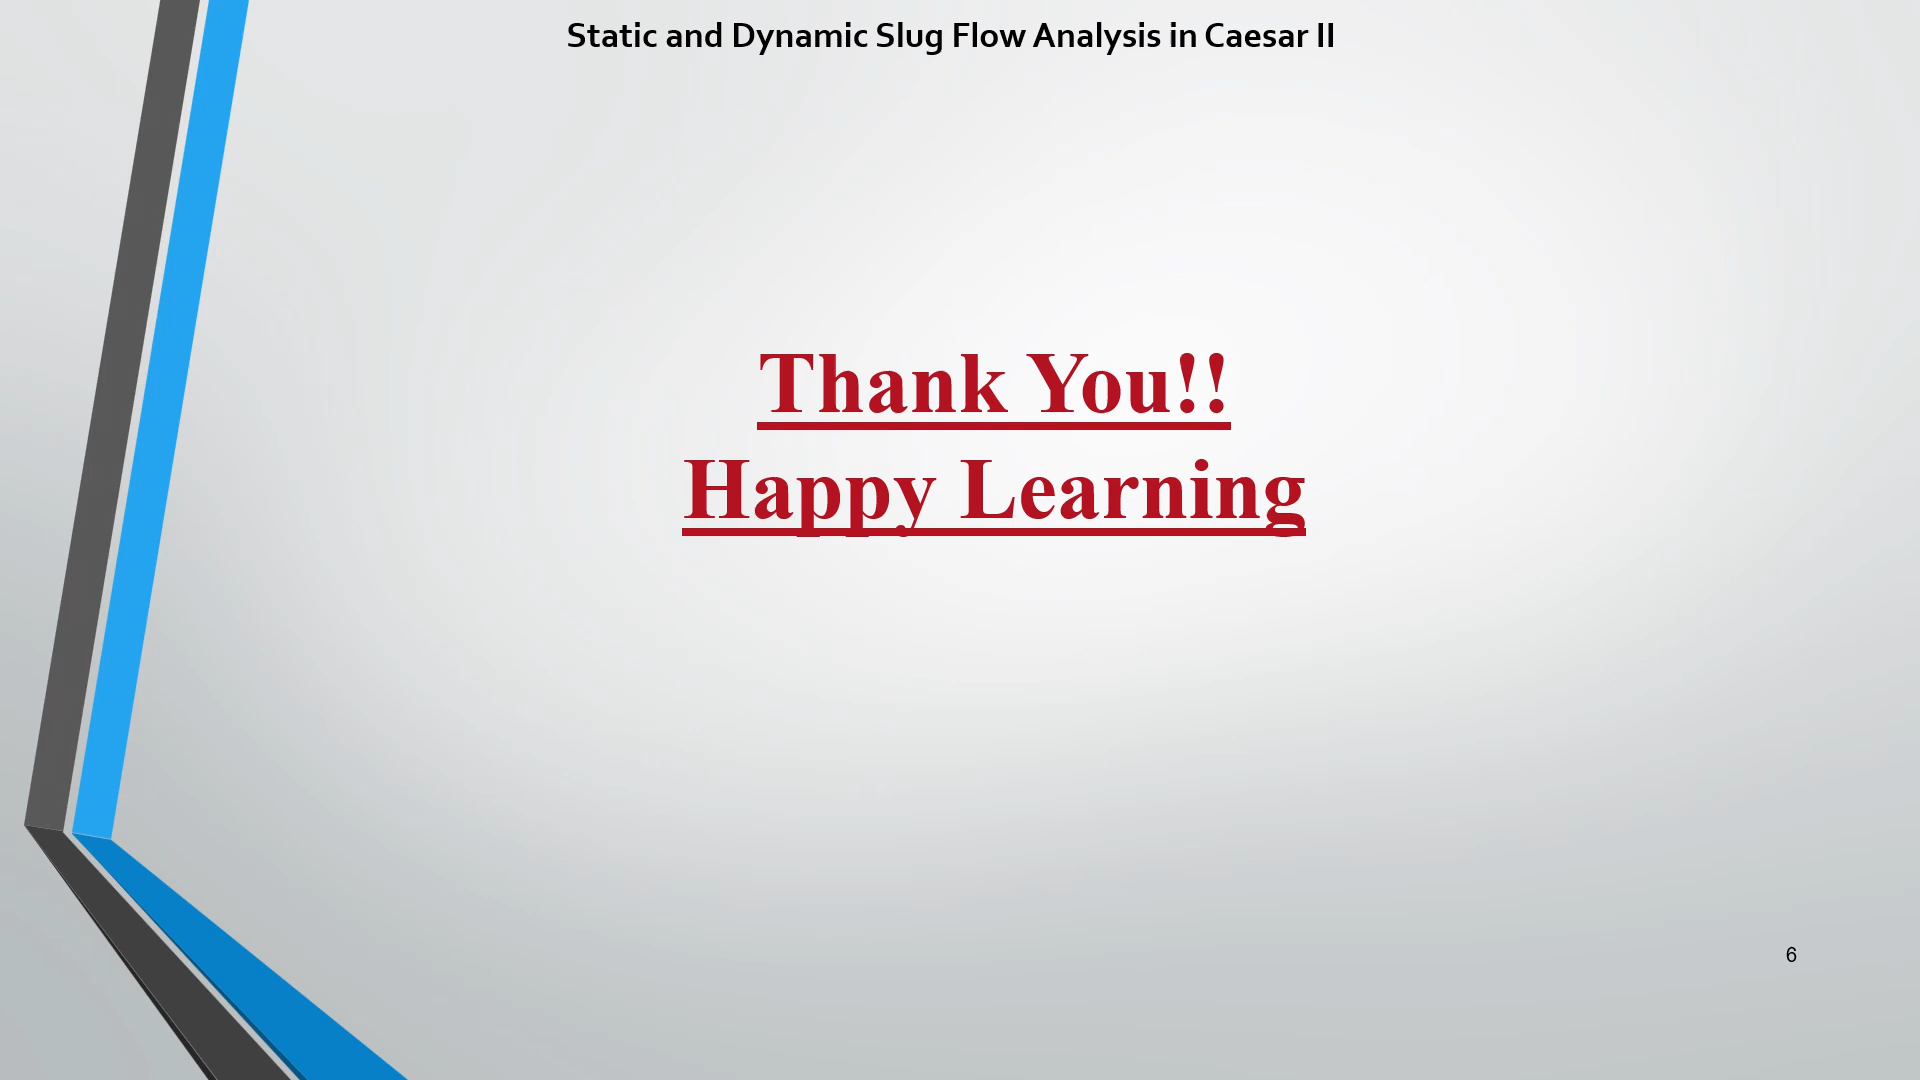 Static and Dynamic Slug Flow Analysis in Caesar II
Thank You!!
Happy Learning
6